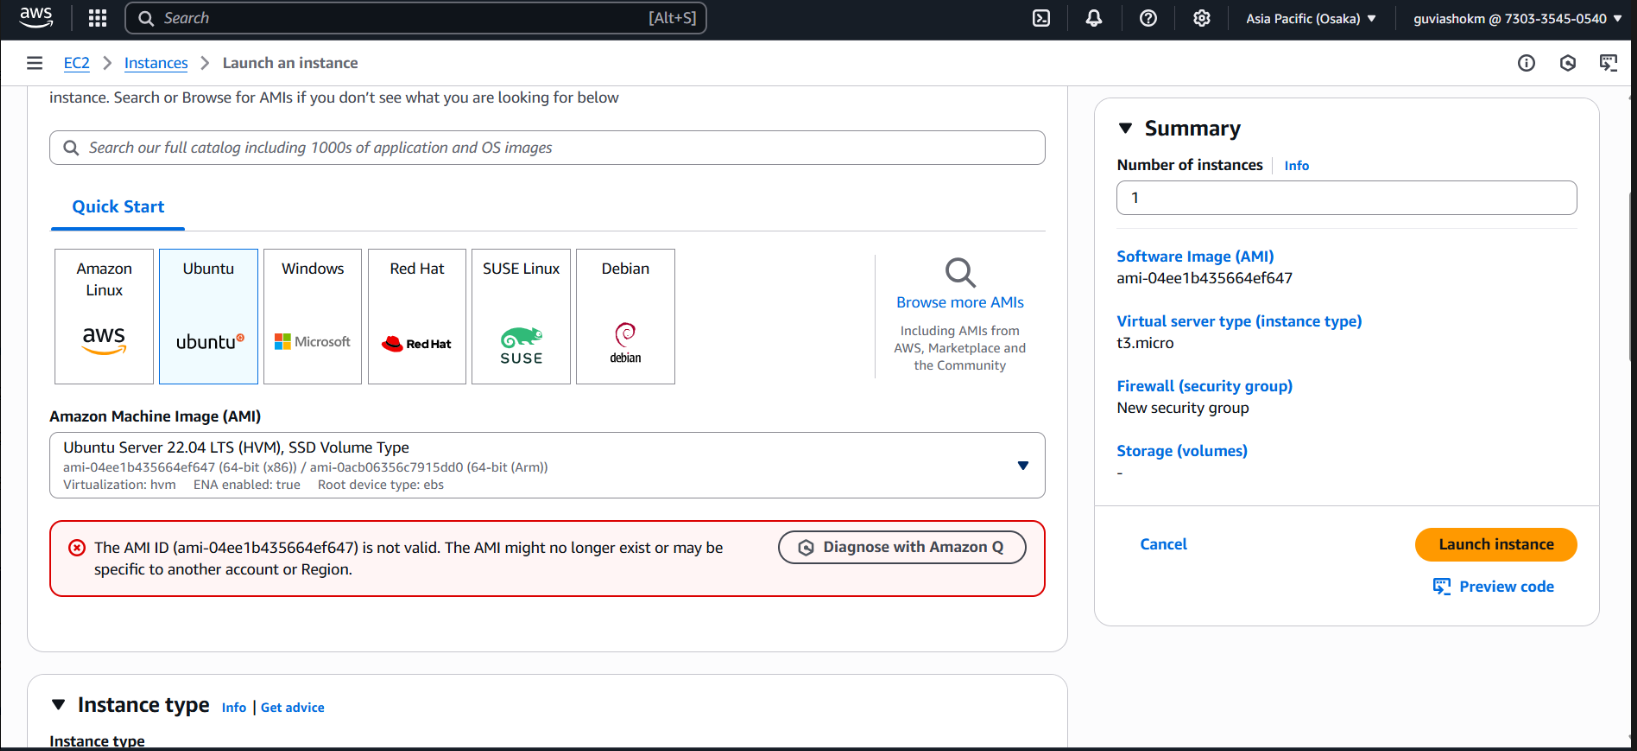 aws
Search
[Alt+S]
Asia Pacific (Osaka)
guviashokm @ 7303-3545-0540
EC2
Instances
Launch an instance
instance. Search or Browse for AMIs if you don’t see what you are looking for below
Search our full catalog including 1000s of application and OS images
Quick Start
Amazon
Linux
aws
Ubuntu
ubuntu
Windows
Microsoft
Red Hat
Red Hat
SUSE Linux
SUSE
Debian
debian
Browse more AMIs
Including AMIs from
AWS, Marketplace and
the Community
Amazon Machine Image (AMI)
Ubuntu Server 22.04 LTS (HVM), SSD Volume Type
ami-04ee1b435664ef647 (64-bit (x86)) / ami-0acb06356c7915dd0 (64-bit (Arm))
Virtualization: hvm ENA enabled: true Root device type: ebs
The AMI ID (ami-04ee1b435664ef647) is not valid. The AMI might no longer exist or may be
specific to another account or Region.
Diagnose with Amazon Q
Instance type
Info | Get advice
Instance type
Summary
Number of instances
Info
1
Software Image (AMI)
ami-04ee1b435664ef647
Virtual server type (instance type)
t3.micro
Firewall (security group)
New security group
Storage (volumes)
-
Cancel
Launch instance
Preview code